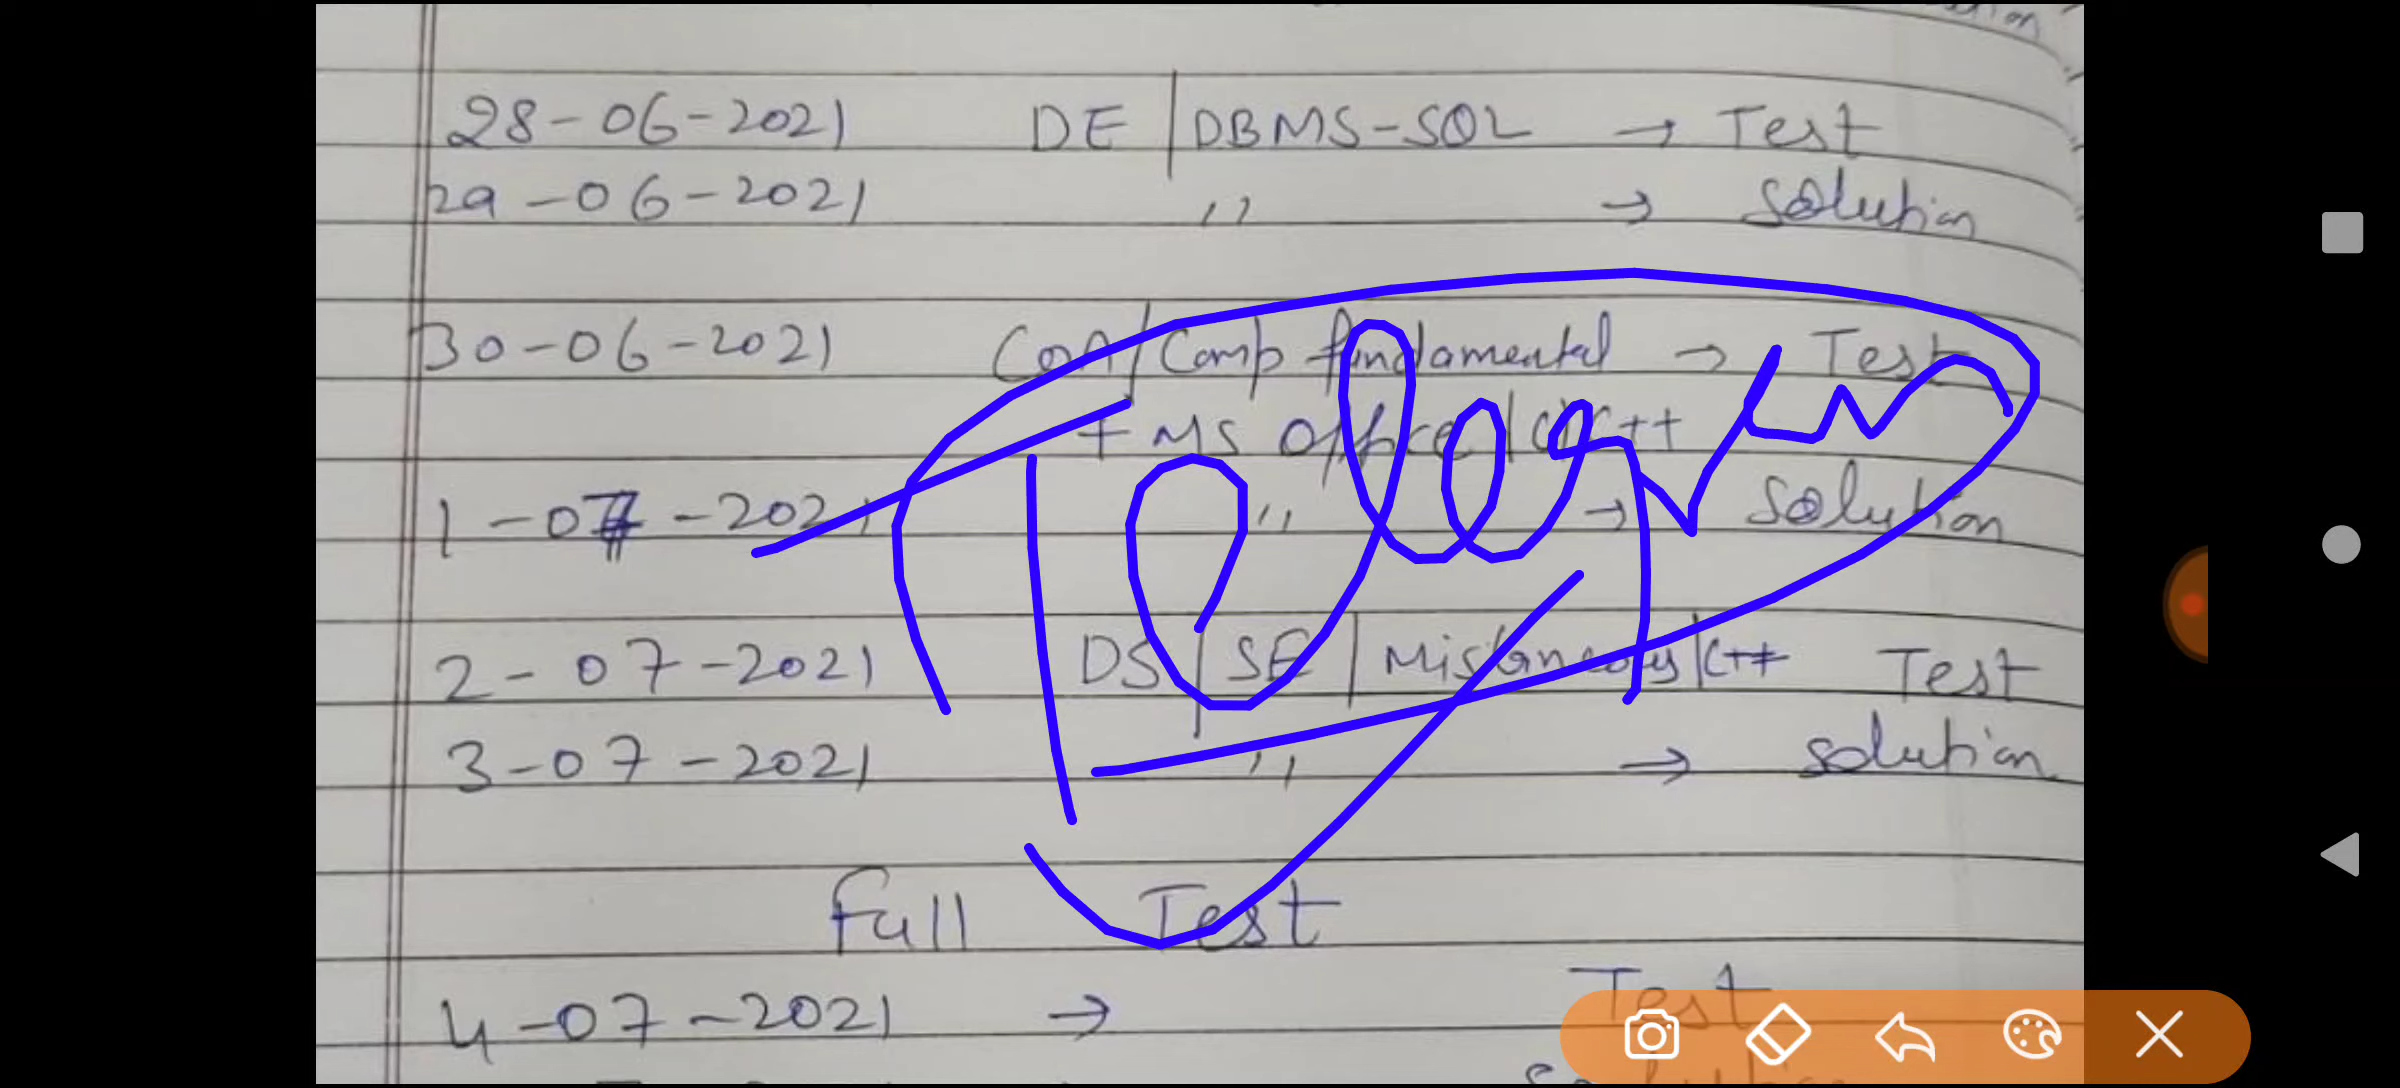 28-06-2021 DE | DBMS-SQL → Test
29-06-2021 ,, → Solution
30-06-2021 COA/Comp fundamental → Test
+ MS Office | C++
1-07-2021 ,, → Solution
2-07-2021 DS | SE | | C++ Test
3-07-2021 ,, → solution
Full Test
4-07-2021 → Test